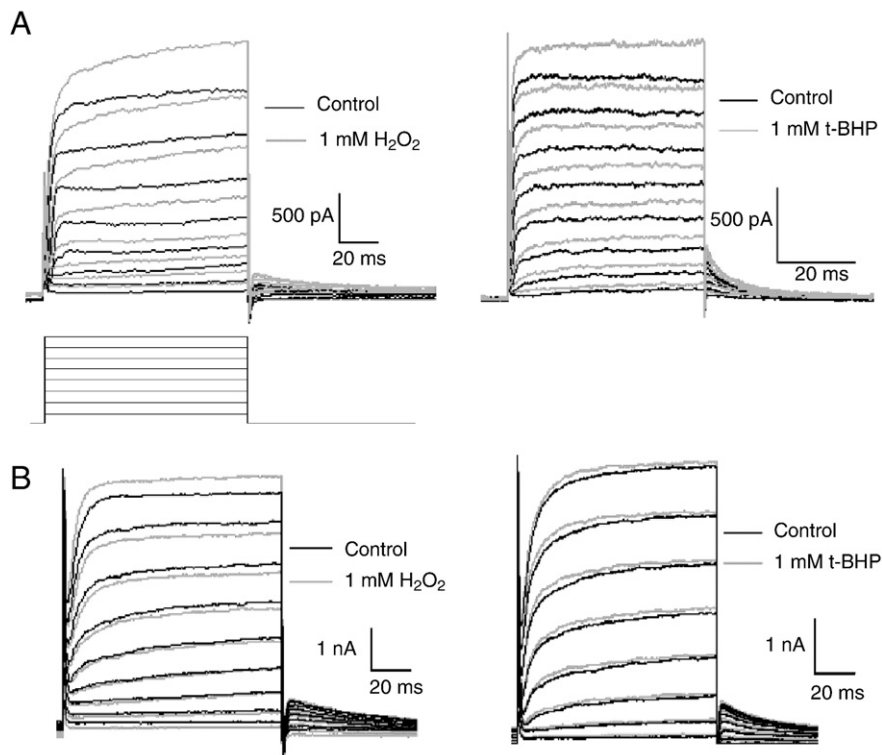 A
Control
1 mM H₂O₂
500 pA
20 ms
Control
1 mM t-BHP
500 pA
20 ms
B
Control
1 mM H₂O₂
1 nA
20 ms
Control
1 mM t-BHP
1 nA
20 ms